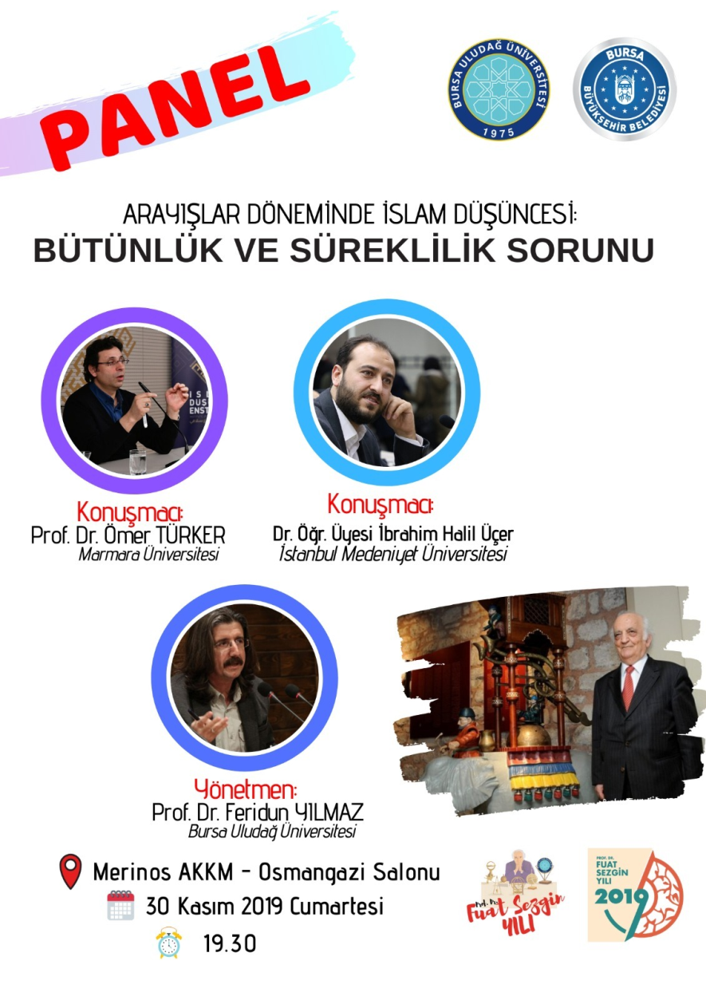 PANEL
BURSA ULUDAĞ ÜNİVERSİTESİ
1975
BURSA
BÜYÜKŞEHİR BELEDİYESİ
ARAYIŞLAR DÖNEMİNDE İSLAM DÜŞÜNCESİ:
BÜTÜNLÜK VE SÜREKLİLİK SORUNU
ISL
DÜŞ
ENST
Konuşmacı:
Prof. Dr. Ömer TÜRKER
Marmara Üniversitesi
Konuşmacı:
Dr. Öğr. Üyesi İbrahim Halil Üçer
İstanbul Medeniyet Üniversitesi
Yönetmen:
Prof. Dr. Feridun YILMAZ
Bursa Uludağ Üniversitesi
Merinos AKKM - Osmangazi Salonu
30 Kasım 2019 Cumartesi
19.30
Prof. Dr.
Fuat Sezgin
YILI
PROF. DR.
FUAT
SEZGİN
YILI
2019